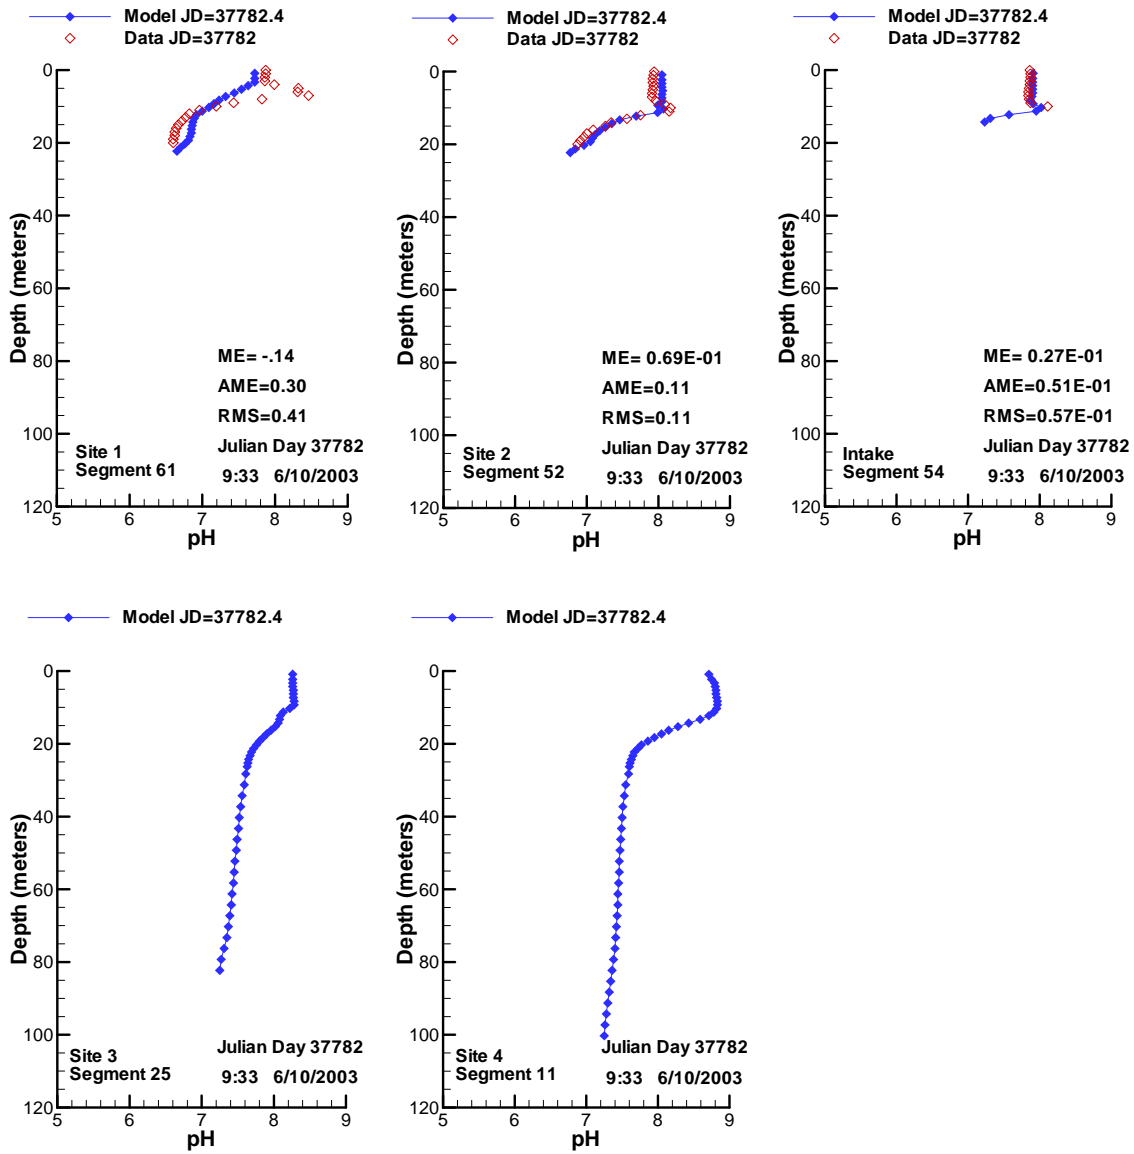 Model JD=37782.4
Data JD=37782
0
20
40
60
80
100
120
Depth (meters)
ME= -.14
AME=0.30
RMS=0.41
Julian Day 37782
9:33 6/10/2003
Site 1
Segment 61
5 6 7 8 9
pH
Model JD=37782.4
Data JD=37782
0
20
40
60
80
100
120
Depth (meters)
ME= 0.69E-01
AME=0.11
RMS=0.11
Julian Day 37782
9:33 6/10/2003
Site 2
Segment 52
5 6 7 8 9
pH
Model JD=37782.4
Data JD=37782
0
20
40
60
80
100
120
Depth (meters)
ME= 0.27E-01
AME=0.51E-01
RMS=0.57E-01
Julian Day 37782
9:33 6/10/2003
Intake
Segment 54
5 6 7 8 9
pH
Model JD=37782.4
0
20
40
60
80
100
120
Depth (meters)
Julian Day 37782
9:33 6/10/2003
Site 3
Segment 25
5 6 7 8 9
pH
Model JD=37782.4
0
20
40
60
80
100
120
Depth (meters)
Julian Day 37782
9:33 6/10/2003
Site 4
Segment 11
5 6 7 8 9
pH